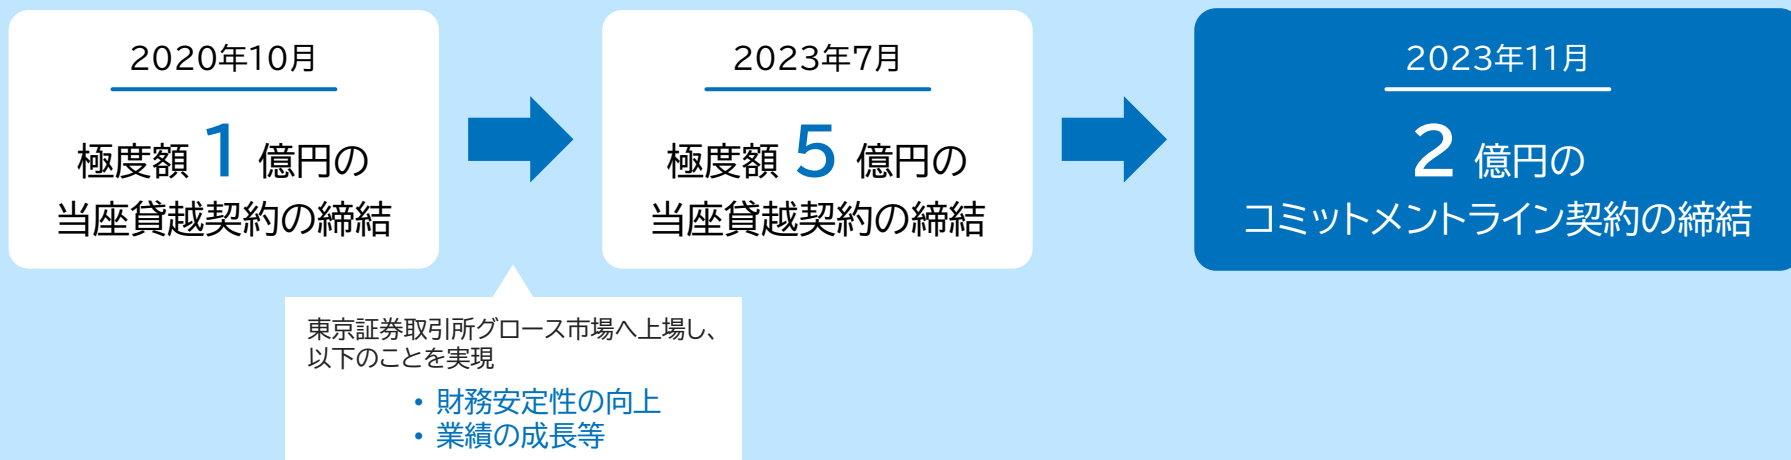 2020年10月
極度額 1 億円の
当座貸越契約の締結
2023年7月
極度額 5 億円の
当座貸越契約の締結
2023年11月
2 億円の
コミットメントライン契約の締結
東京証券取引所グロース市場へ上場し、
以下のことを実現
• 財務安定性の向上
• 業績の成長等